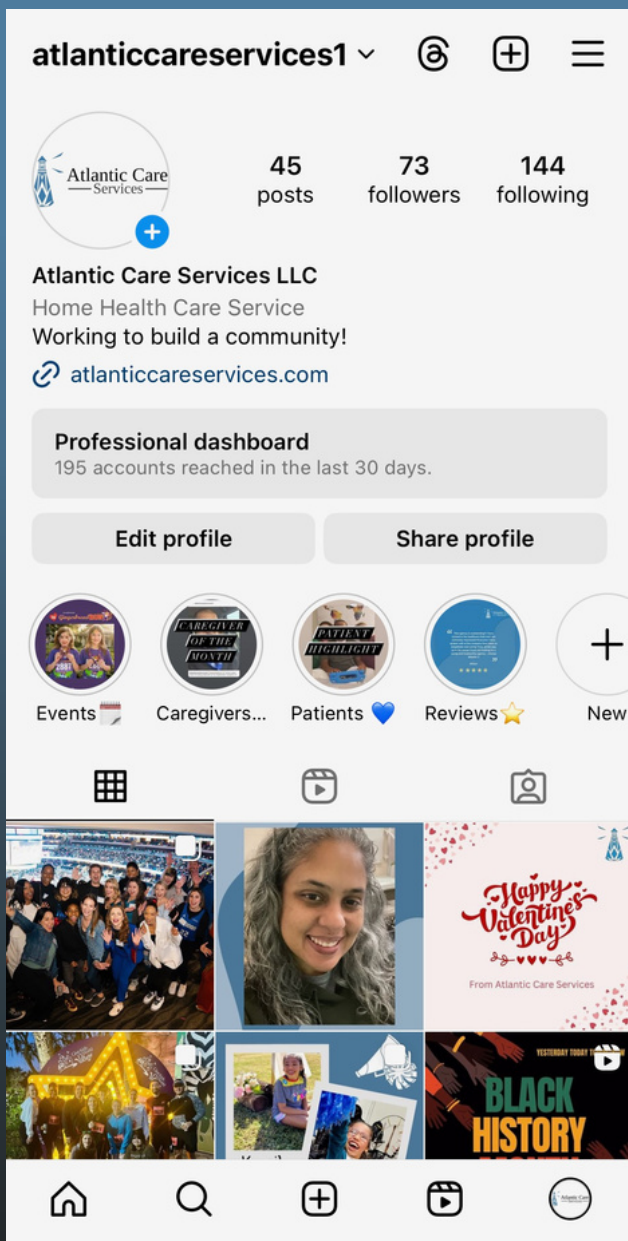 atlanticcareservices1
Atlantic Care
Services
45
posts
73
followers
144
following
Atlantic Care Services LLC
Home Health Care Service
Working to build a community!
atlanticcareservices.com
Professional dashboard
195 accounts reached in the last 30 days.
Edit profile
Share profile
CAREGIVER
OF THE
MONTH
PATIENT
HIGHLIGHT
Events🗓️
Caregivers...
Patients 💙
Reviews⭐
New
Happy
Valentine's
Day
From Atlantic Care Services
YESTERDAY TODAY
BLACK
HISTORY